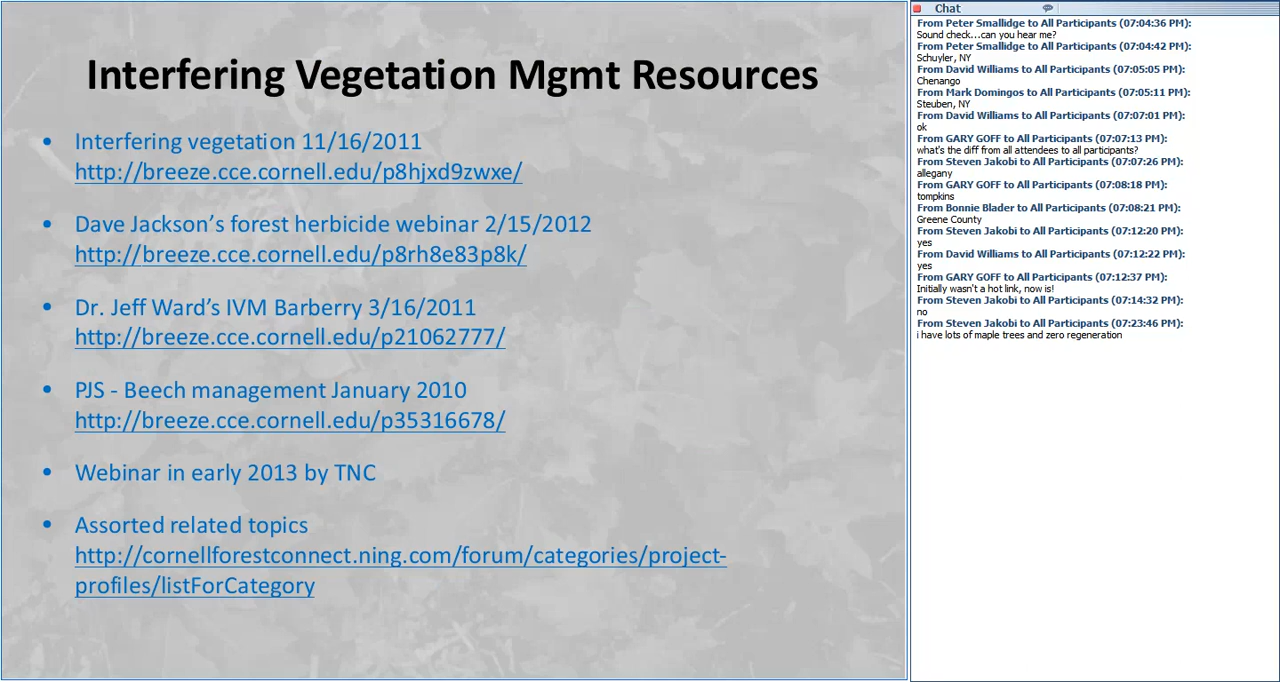 Interfering Vegetation Mgmt Resources
• Interfering vegetation 11/16/2011
http://breeze.cce.cornell.edu/p8hjxd9zwxe/
• Dave Jackson’s forest herbicide webinar 2/15/2012
http://breeze.cce.cornell.edu/p8rh8e83p8k/
• Dr. Jeff Ward’s IVM Barberry 3/16/2011
http://breeze.cce.cornell.edu/p21062777/
• PJS - Beech management January 2010
http://breeze.cce.cornell.edu/p35316678/
• Webinar in early 2013 by TNC
• Assorted related topics
http://cornellforestconnect.ning.com/forum/categories/project-
profiles/listForCategory
Chat
From Peter Smallidge to All Participants (07:04:36 PM):
Sound check...can you hear me?
From Peter Smallidge to All Participants (07:04:42 PM):
Schuyler, NY
From David Williams to All Participants (07:05:05 PM):
Chenango
From Mark Domingos to All Participants (07:05:11 PM):
Steuben, NY
From David Williams to All Participants (07:07:01 PM):
ok
From GARY GOFF to All Participants (07:07:13 PM):
what's the diff from all attendees to all participants?
From Steven Jakobi to All Participants (07:07:26 PM):
allegany
From GARY GOFF to All Participants (07:08:18 PM):
tompkins
From Bonnie Blader to All Participants (07:08:21 PM):
Greene County
From Steven Jakobi to All Participants (07:12:20 PM):
yes
From David Williams to All Participants (07:12:22 PM):
yes
From GARY GOFF to All Participants (07:12:37 PM):
Initially wasn't a hot link, now is!
From Steven Jakobi to All Participants (07:14:32 PM):
no
From Steven Jakobi to All Participants (07:23:46 PM):
i have lots of maple trees and zero regeneration